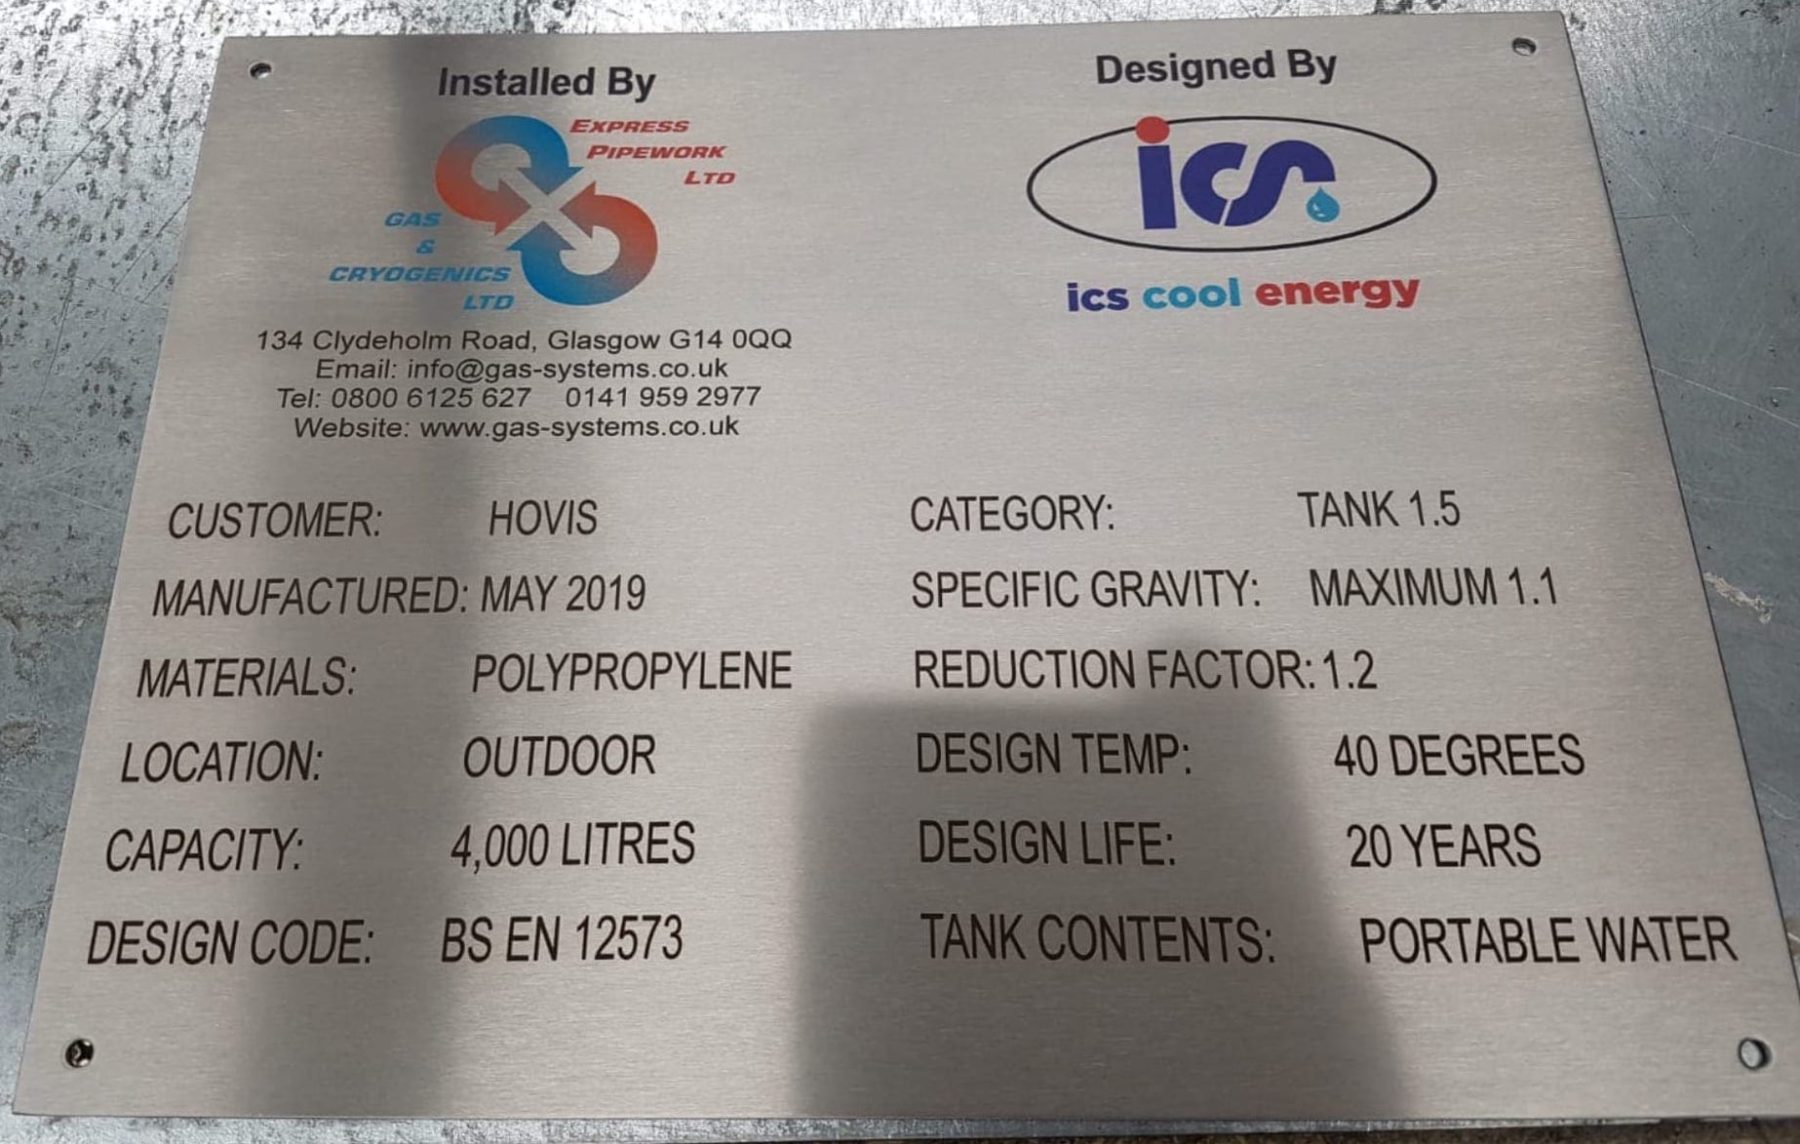 Installed By
EXPRESS
PIPEWORK
LTD
GAS
&
CRYOGENICS
LTD
134 Clydeholm Road, Glasgow G14 0QQ
Email: info@gas-systems.co.uk
Tel: 0800 6125 627 0141 959 2977
Website: www.gas-systems.co.uk
Designed By
ics
ics cool energy
CUSTOMER: HOVIS
MANUFACTURED: MAY 2019
MATERIALS: POLYPROPYLENE
LOCATION: OUTDOOR
CAPACITY: 4,000 LITRES
DESIGN CODE: BS EN 12573
CATEGORY: TANK 1.5
SPECIFIC GRAVITY: MAXIMUM 1.1
REDUCTION FACTOR: 1.2
DESIGN TEMP: 40 DEGREES
DESIGN LIFE: 20 YEARS
TANK CONTENTS: PORTABLE WATER